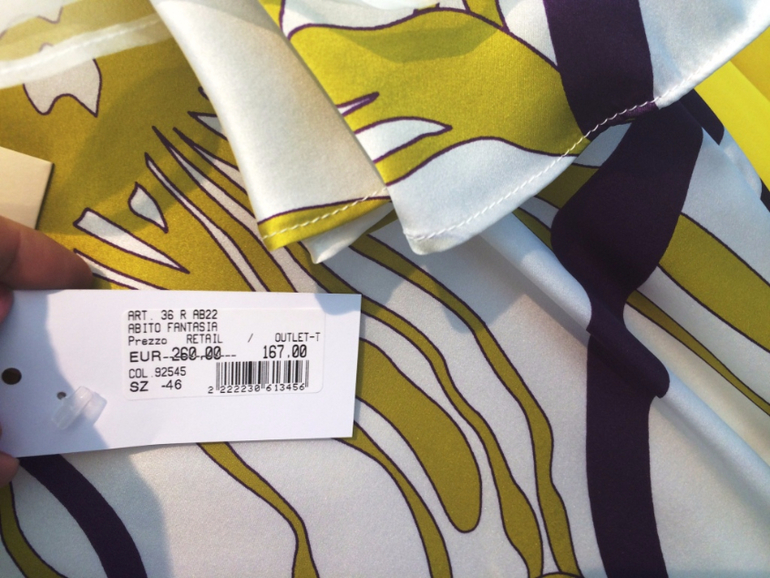 ART. 36 R AB22
ABITO FANTASIA
Prezzo RETAIL / OUTLET-T
EUR 260.00 167.00
COL 92545
SZ -46
2 222230 613456